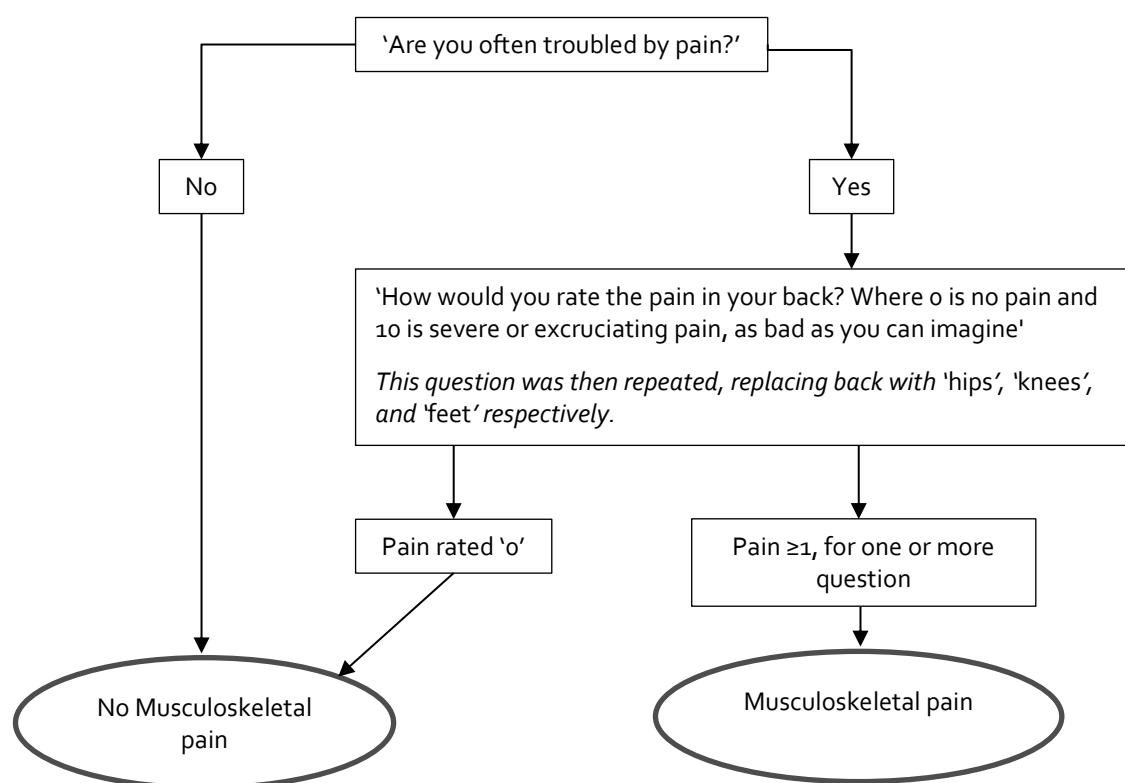 ‘Are you often troubled by pain?’
No
Yes
‘How would you rate the pain in your back? Where 0 is no pain and
10 is severe or excruciating pain, as bad as you can imagine'
This question was then repeated, replacing back with ‘hips’, ‘knees’,
and ‘feet’ respectively.
Pain rated ‘0’
Pain ≥1, for one or more
question
No Musculoskeletal
pain
Musculoskeletal pain